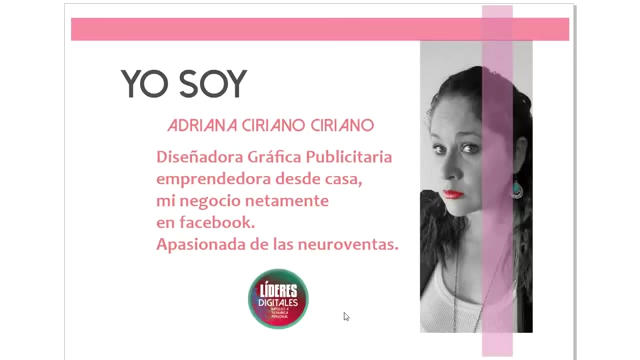 YO SOY
ADRIANA CIRIANO CIRIANO
Diseñadora Gráfica Publicitaria
emprendedora desde casa,
mi negocio netamente
en facebook.
Apasionada de las neuroventas.
LÍDERES
DIGITALES